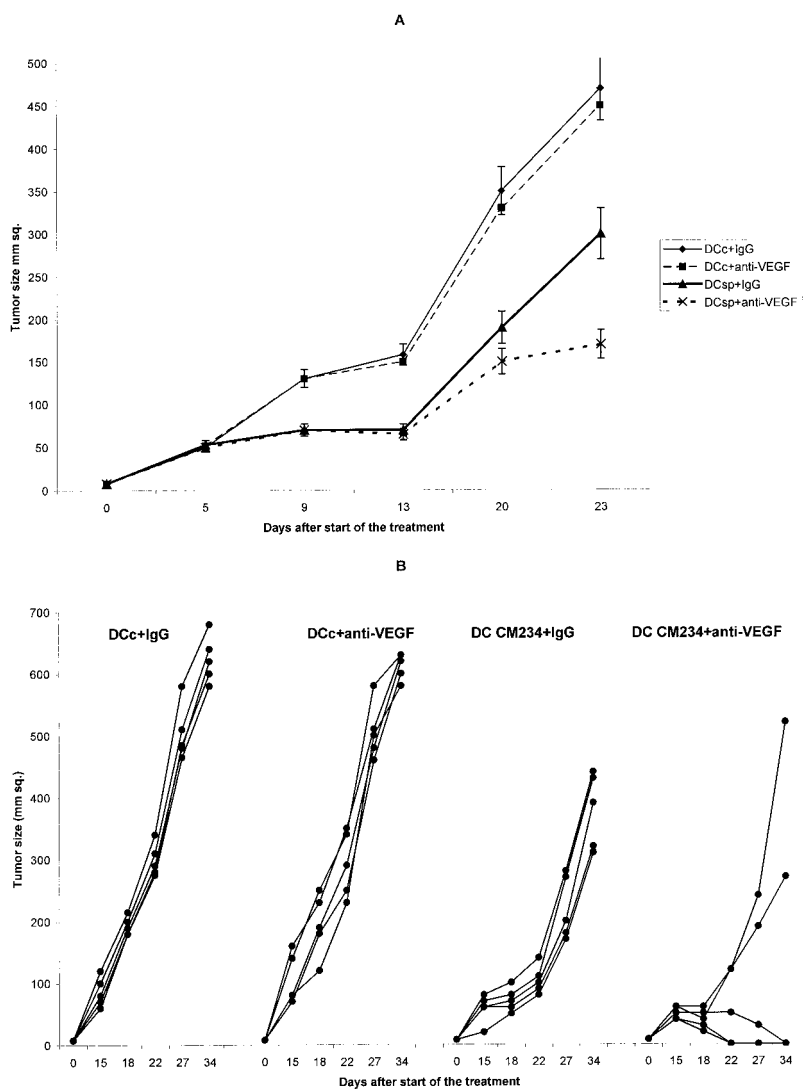 A
500
450
400
350
300
250
200
150
100
50
0
Tumor size mm sq.
0 5 9 13 20 23
Days after start of the treatment
DCc+IgG
DCc+anti-VEGF
DCsp+IgG
DCsp+anti-VEGF
B
700
600
500
400
300
200
100
0
Tumor size (mm sq.)
DCc+IgG DCc+anti-VEGF DC CM234+IgG DC CM234+anti-VEGF
0 15 18 22 27 34 0 15 18 22 27 34 0 15 18 22 27 34 0 15 18 22 27 34
Days after start of the treatment